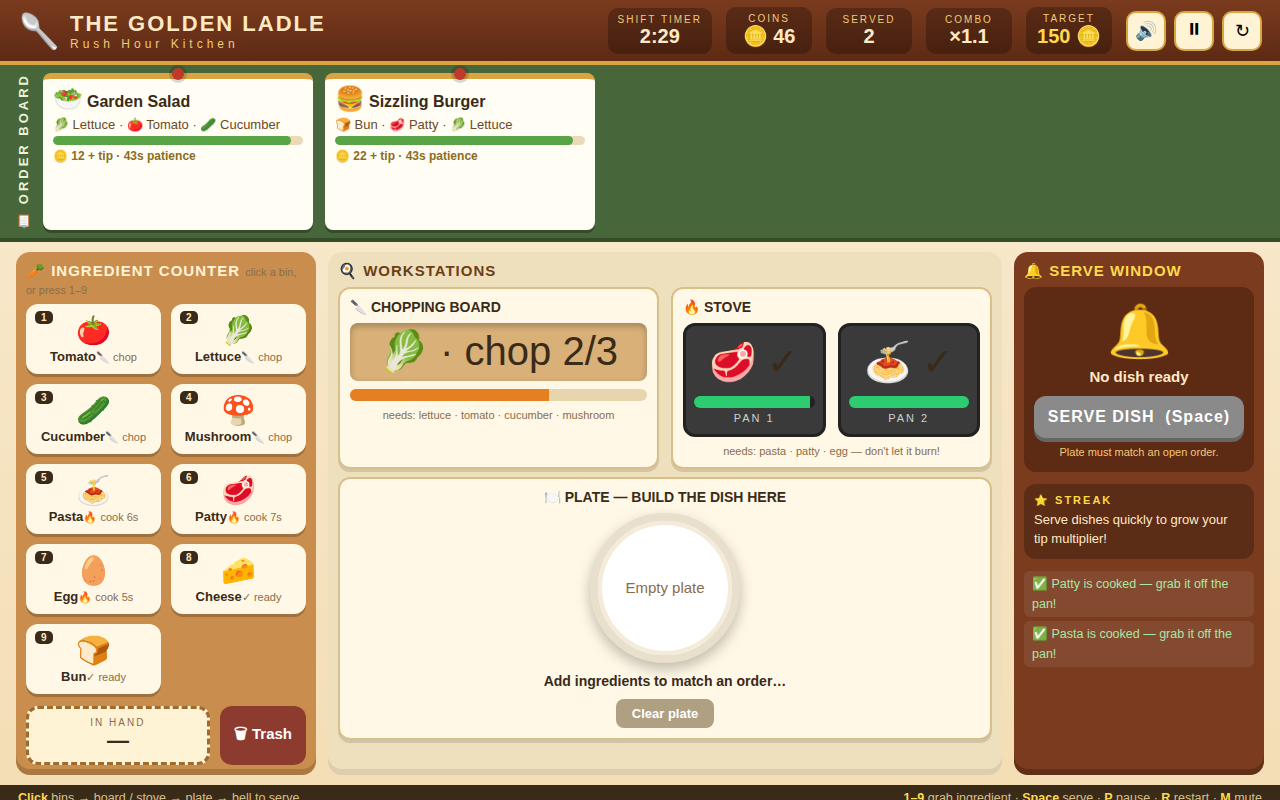 THE GOLDEN LADLE
Rush Hour Kitchen
SHIFT TIMER
2:29
COINS
46
SERVED
2
COMBO
×1.1
TARGET
150
ORDER BOARD
Garden Salad
Lettuce · Tomato · Cucumber
12 + tip · 43s patience
Sizzling Burger
Bun · Patty · Lettuce
22 + tip · 43s patience
INGREDIENT COUNTER click a bin,
or press 1–9
1
Tomato chop
2
Lettuce chop
3
Cucumber chop
4
Mushroom chop
5
Pasta cook 6s
6
Patty cook 7s
7
Egg cook 5s
8
Cheese ✓ ready
9
Bun ✓ ready
IN HAND
—
Trash
WORKSTATIONS
CHOPPING BOARD
· chop 2/3
needs: lettuce · tomato · cucumber · mushroom
STOVE
✓
PAN 1
✓
PAN 2
needs: pasta · patty · egg — don't let it burn!
PLATE — BUILD THE DISH HERE
Empty plate
Add ingredients to match an order…
Clear plate
SERVE WINDOW
No dish ready
SERVE DISH (Space)
Plate must match an open order.
STREAK
Serve dishes quickly to grow your
tip multiplier!
Patty is cooked — grab it off the
pan!
Pasta is cooked — grab it off the
pan!
Click bins → board / stove → plate → bell to serve
1–9 grab ingredient · Space serve · P pause · R restart · M mute